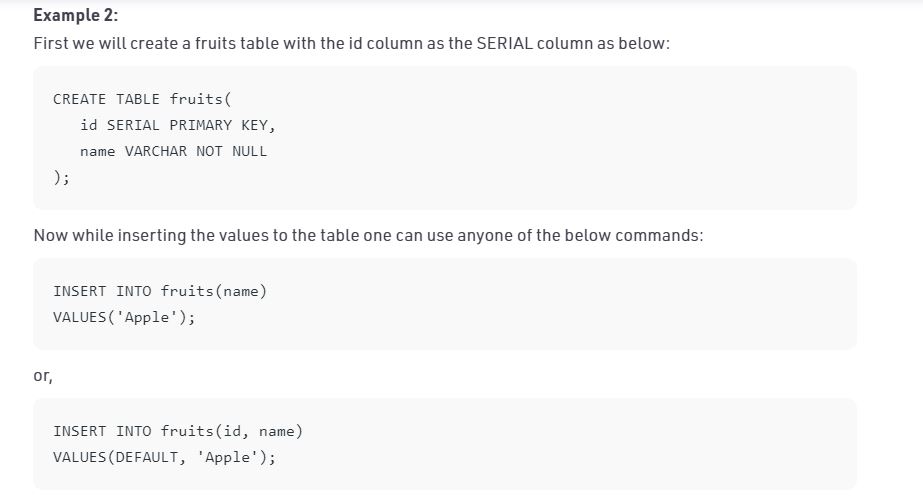 Example 2:
First we will create a fruits table with the id column as the SERIAL column as below:
CREATE TABLE fruits(
   id SERIAL PRIMARY KEY,
   name VARCHAR NOT NULL
);
Now while inserting the values to the table one can use anyone of the below commands:
INSERT INTO fruits(name)
VALUES('Apple');
or,
INSERT INTO fruits(id, name)
VALUES(DEFAULT, 'Apple');